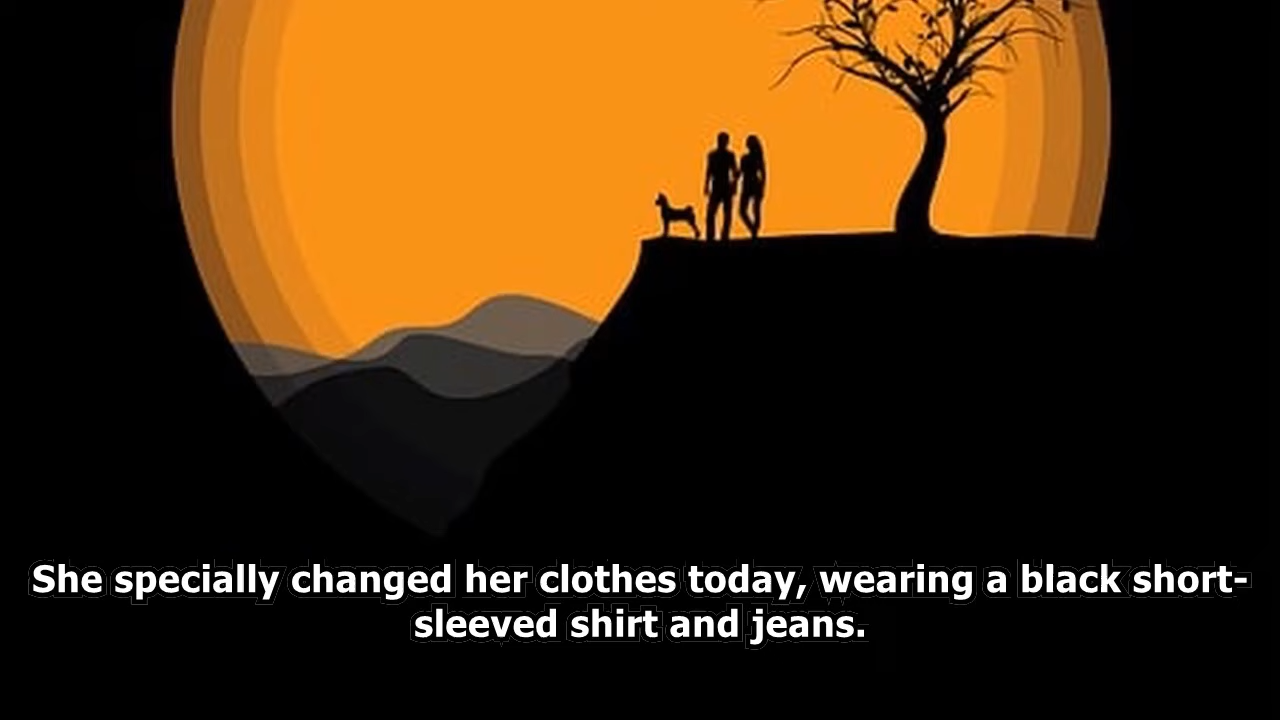 She specially changed her clothes today, wearing a black short-
sleeved shirt and jeans.